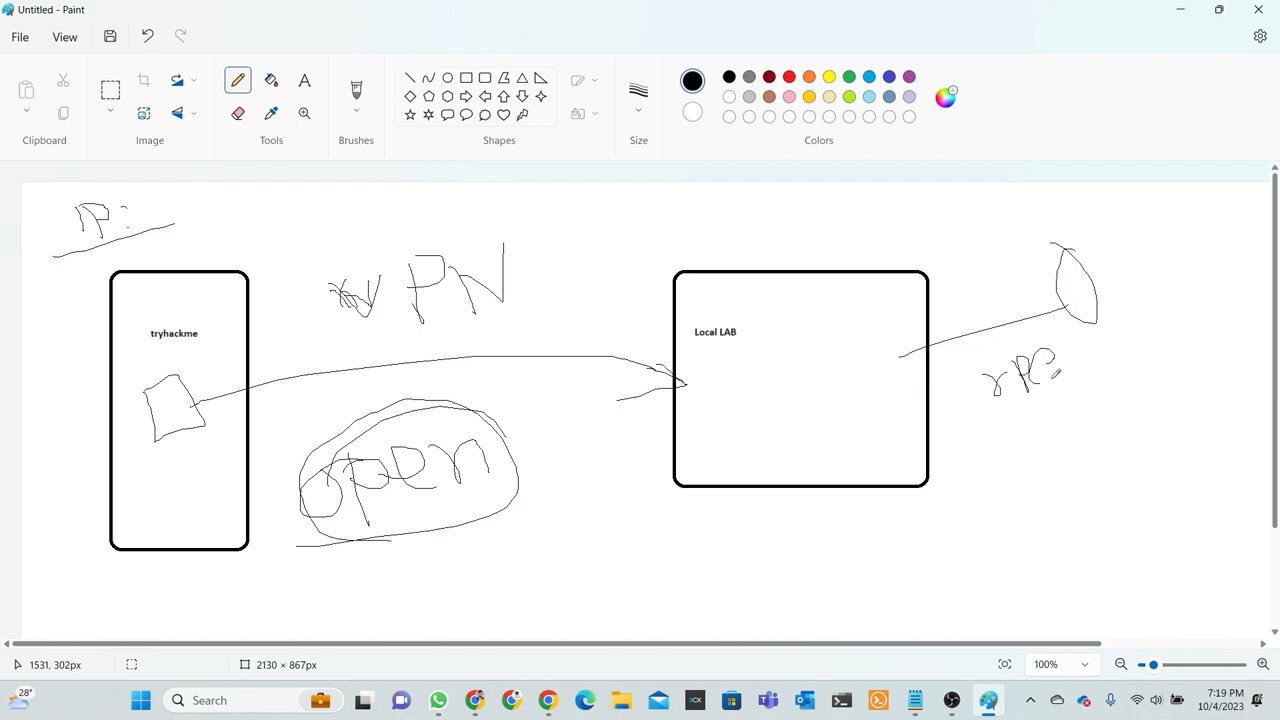 Untitled - Paint
File View
Clipboard Image Tools Brushes Shapes Size Colors
VPN
tryhackme
Local LAB
open
1531, 302px 2130 × 867px 100%
28° Search 7:19 PM
10/4/2023